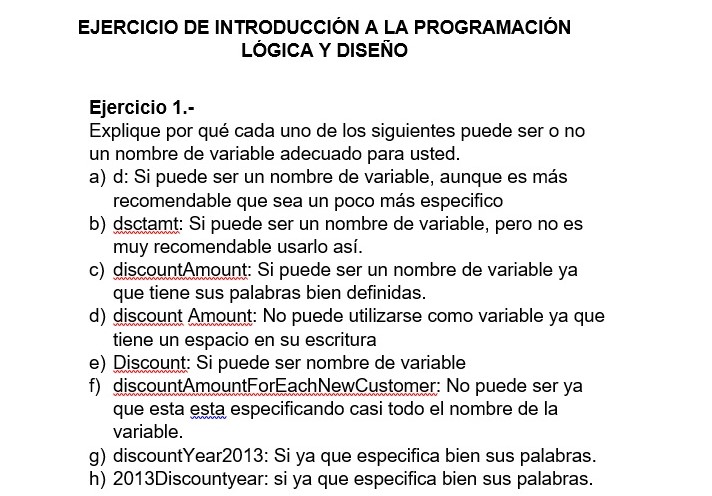 EJERCICIO DE INTRODUCCIÓN A LA PROGRAMACIÓN
LÓGICA Y DISEÑO
Ejercicio 1.-
Explique por qué cada uno de los siguientes puede ser o no
un nombre de variable adecuado para usted.
a) d: Si puede ser un nombre de variable, aunque es más
recomendable que sea un poco más especifico
b) dsctamt: Si puede ser un nombre de variable, pero no es
muy recomendable usarlo así.
c) discountAmount: Si puede ser un nombre de variable ya
que tiene sus palabras bien definidas.
d) discount Amount: No puede utilizarse como variable ya que
tiene un espacio en su escritura
e) Discount: Si puede ser nombre de variable
f) discountAmountForEachNewCustomer: No puede ser ya
que esta esta especificando casi todo el nombre de la
variable.
g) discountYear2013: Si ya que especifica bien sus palabras.
h) 2013Discountyear: si ya que especifica bien sus palabras.